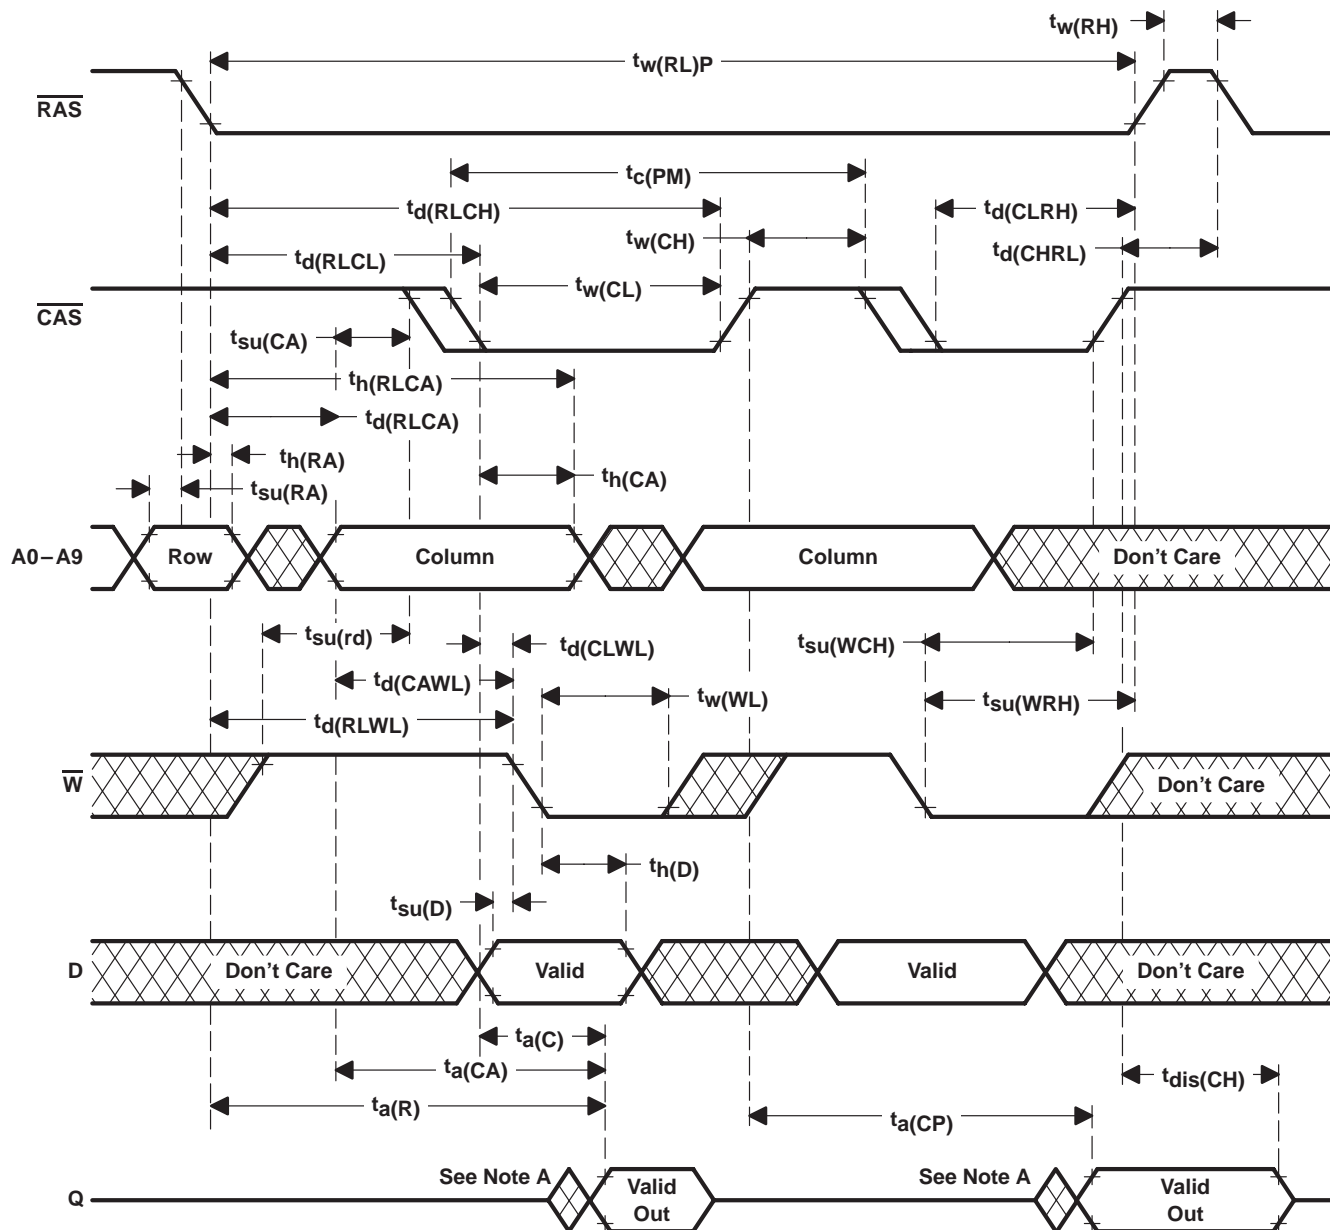 tw(RH)
tw(RL)P
RAS
tc(PM)
td(RLCH)
td(CLRH)
tw(CH)
td(RLCL)
td(CHRL)
tw(CL)
CAS
tsu(CA)
th(RLCA)
td(RLCA)
th(RA)
th(CA)
tsu(RA)
A0–A9
Row
Column
Column
Don't Care
tsu(rd)
td(CLWL)
tsu(WCH)
td(CAWL)
tw(WL)
tsu(WRH)
td(RLWL)
W
Don't Care
th(D)
tsu(D)
D
Don't Care
Valid
Valid
Don't Care
ta(C)
ta(CA)
tdis(CH)
ta(R)
ta(CP)
See Note A
See Note A
Q
Valid
Out
Valid
Out